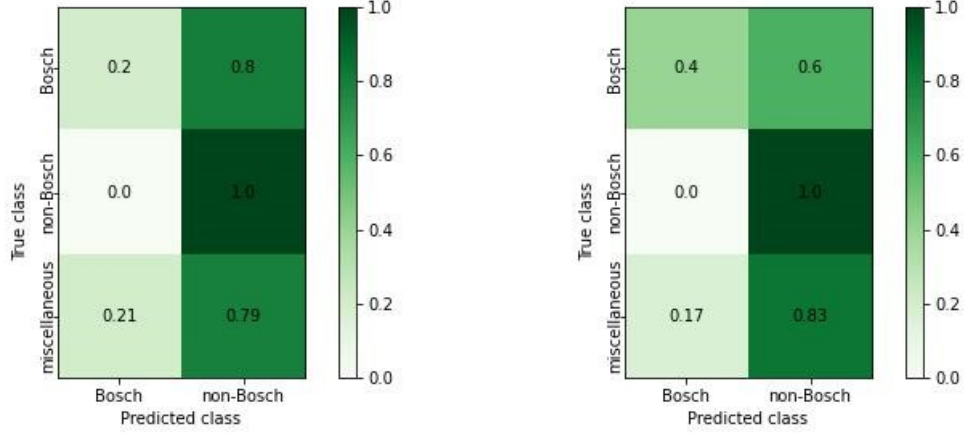 1.0
0.2 0.8
Bosch
0.8
0.6
True class
non-Bosch
0.0 1.0
0.4
miscellaneous
0.21 0.79
0.2
0.0
Bosch non-Bosch
Predicted class
1.0
0.4 0.6
Bosch
0.8
0.6
True class
non-Bosch
0.0 1.0
0.4
miscellaneous
0.17 0.83
0.2
0.0
Bosch non-Bosch
Predicted class